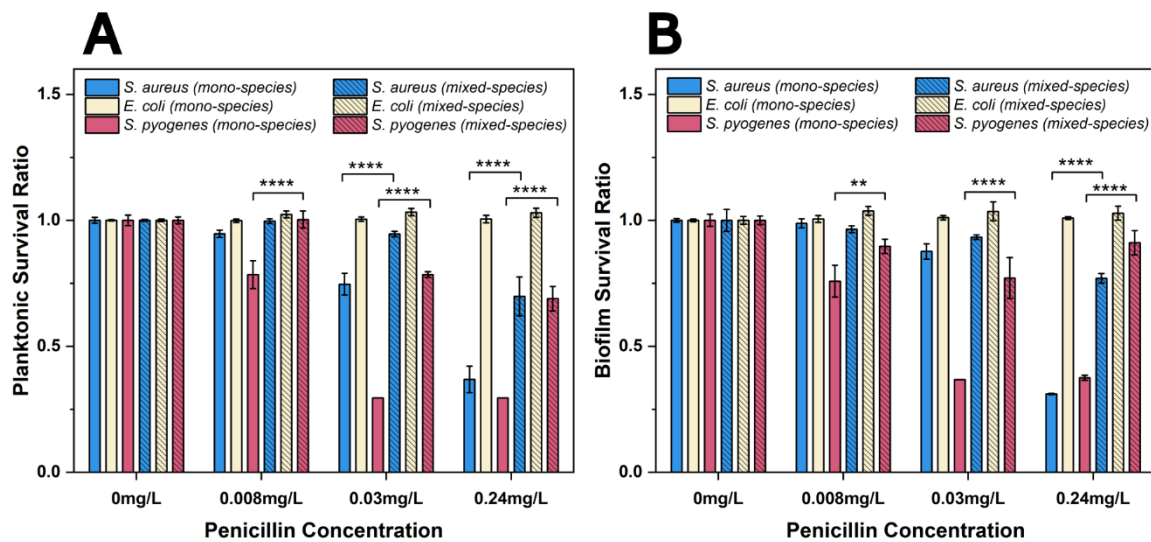 A
S. aureus (mono-species) S. aureus (mixed-species)
E. coli (mono-species) E. coli (mixed-species)
S. pyogenes (mono-species) S. pyogenes (mixed-species)
Planktonic Survival Ratio
1.5
1.0
0.5
0.0
****
****
****
****
****
0mg/L 0.008mg/L 0.03mg/L 0.24mg/L
Penicillin Concentration
B
S. aureus (mono-species) S. aureus (mixed-species)
E. coli (mono-species) E. coli (mixed-species)
S. pyogenes (mono-species) S. pyogenes (mixed-species)
Biofilm Survival Ratio
1.5
1.0
0.5
0.0
**
****
****
****
0mg/L 0.008mg/L 0.03mg/L 0.24mg/L
Penicillin Concentration